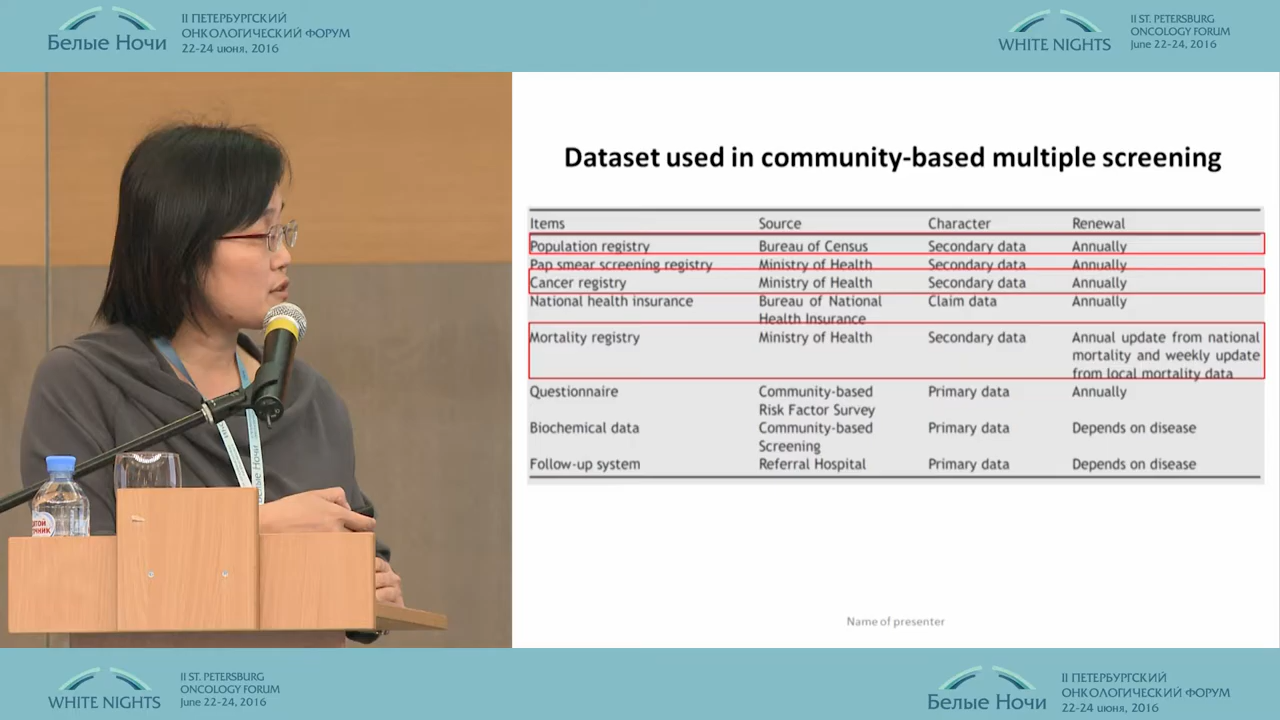 II ПЕТЕРБУРГСКИЙ
ОНКОЛОГИЧЕСКИЙ ФОРУМ
Белые Ночи
22-24 июня, 2016
II ST. PETERSBURG
ONCOLOGY FORUM
WHITE NIGHTS
June 22-24, 2016
Dataset used in community-based multiple screening
Items Source Character Renewal
Population registry Bureau of Census Secondary data Annually
Pap smear screening registry Ministry of Health Secondary data Annually
Cancer registry Ministry of Health Secondary data Annually
National health insurance Bureau of National Claim data Annually
Health Insurance
Mortality registry Ministry of Health Secondary data Annual update from national
mortality and weekly update
from local mortality data
Questionnaire Community-based Primary data Annually
Risk Factor Survey
Biochemical data Community-based Primary data Depends on disease
Screening
Follow-up system Referral Hospital Primary data Depends on disease
Name of presenter
Белые Ночи
II ST. PETERSBURG
ONCOLOGY FORUM
WHITE NIGHTS
June 22-24, 2016
II ПЕТЕРБУРГСКИЙ
ОНКОЛОГИЧЕСКИЙ ФОРУМ
Белые Ночи
22-24 июня, 2016